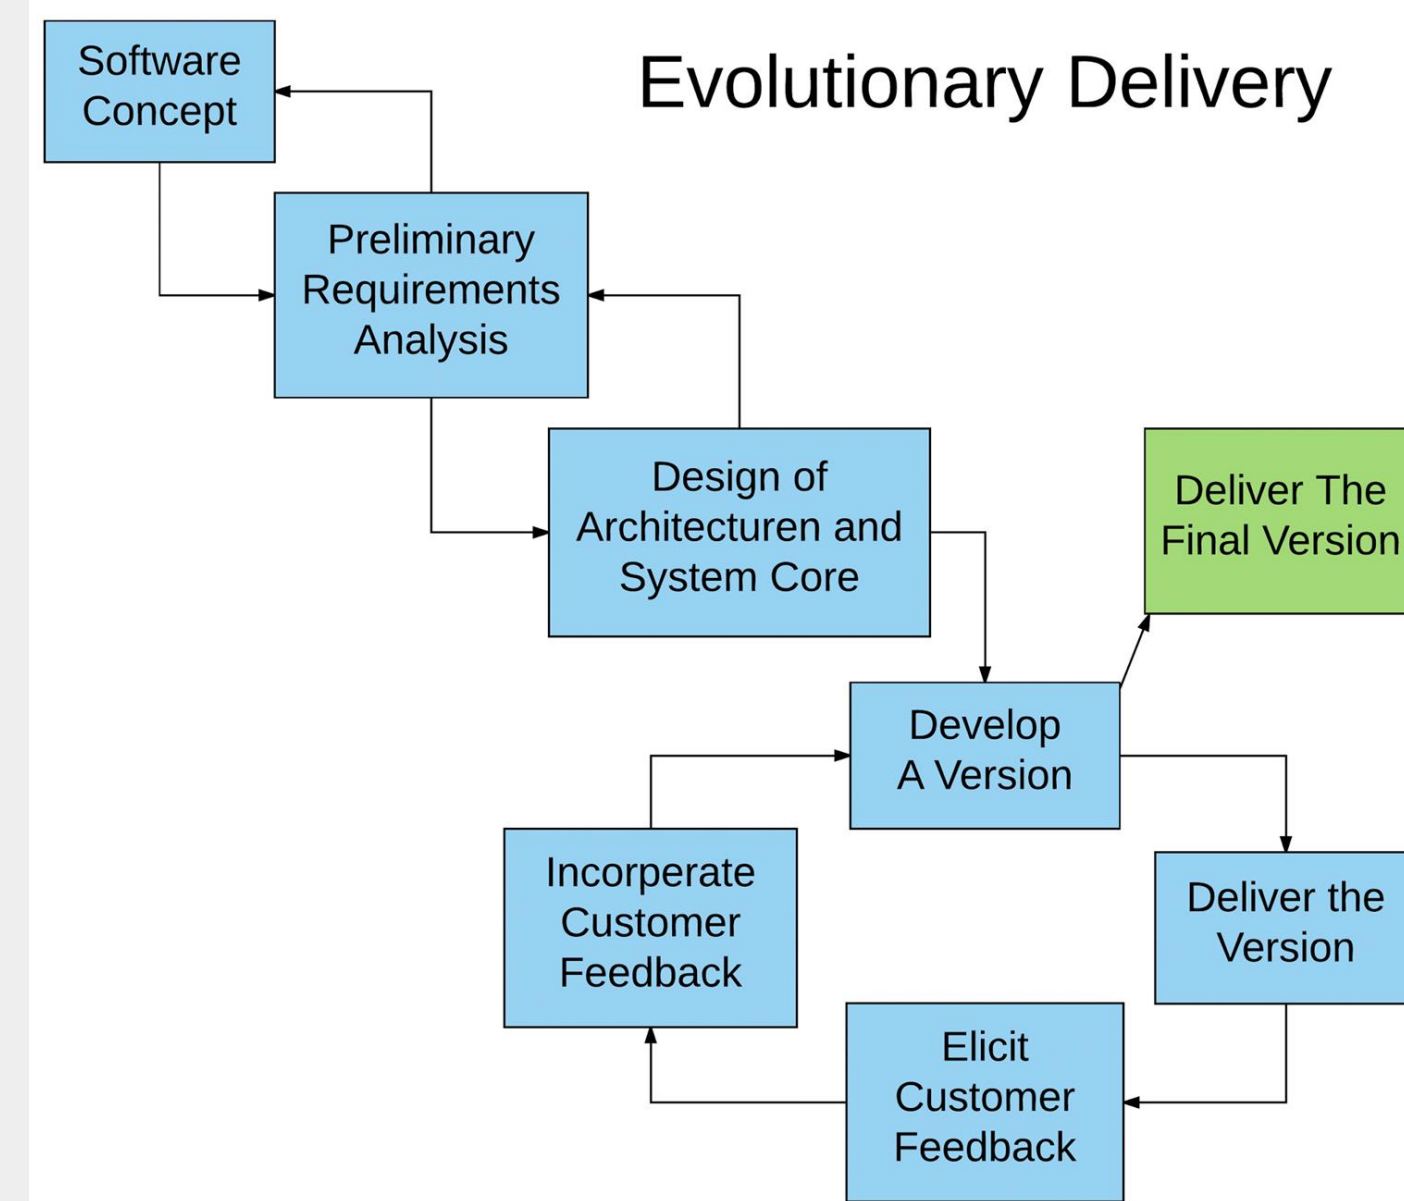 Evolutionary Delivery
Software
Concept
Preliminary
Requirements
Analysis
Design of
Architecturen and
System Core
Deliver The
Final Version
Develop
A Version
Incorperate
Customer
Feedback
Deliver the
Version
Elicit
Customer
Feedback